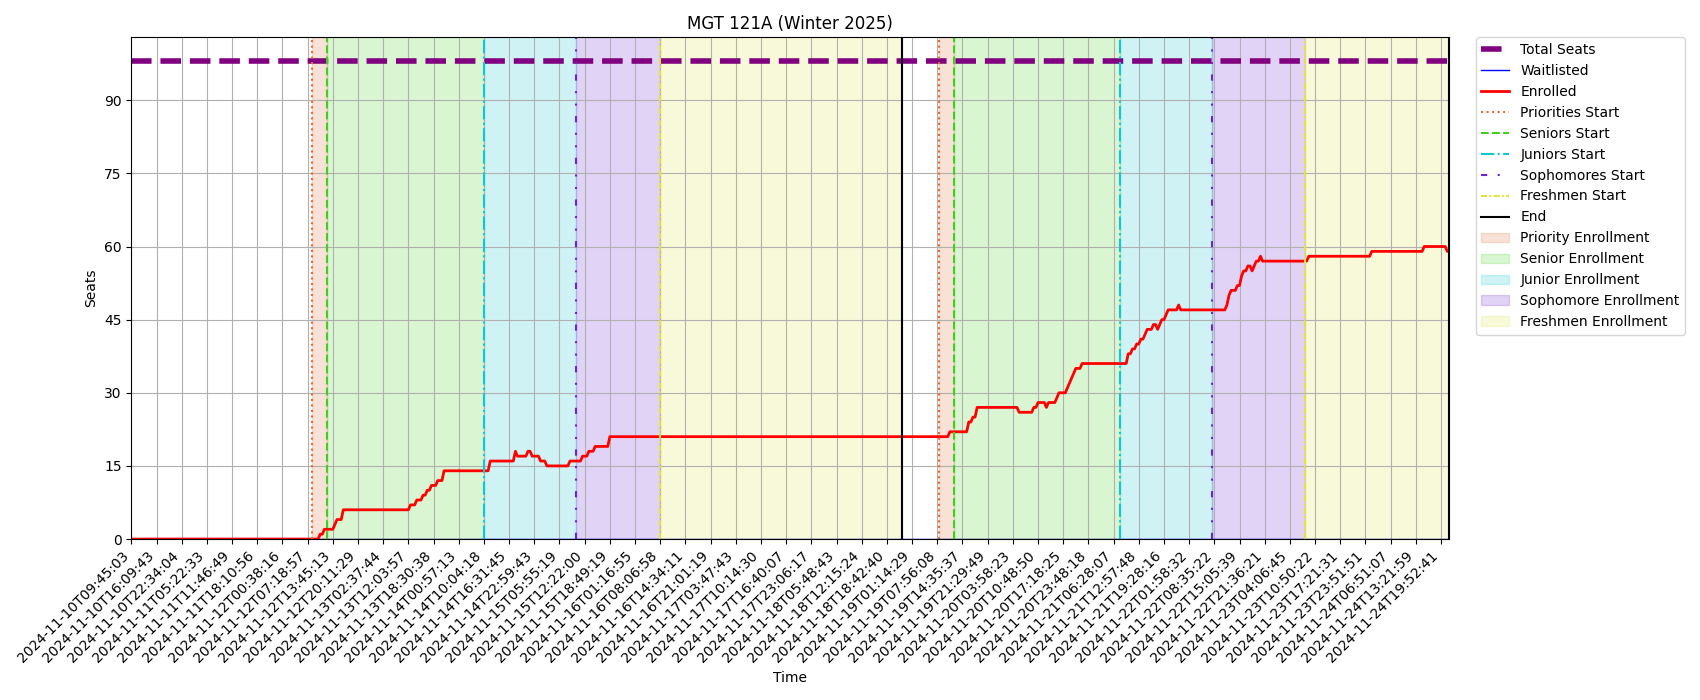 MGT 121A (Winter 2025)
Seats
90
75
60
45
30
15
0
2024-11-10T09:45:03
2024-11-10T16:09:43
2024-11-10T22:34:04
2024-11-11T05:22:33
2024-11-11T11:46:49
2024-11-11T18:10:56
2024-11-12T00:38:16
2024-11-12T07:18:57
2024-11-12T13:45:13
2024-11-12T20:11:29
2024-11-13T02:37:44
2024-11-13T12:03:57
2024-11-13T18:30:38
2024-11-14T00:57:13
2024-11-14T10:04:18
2024-11-14T16:31:45
2024-11-14T22:59:43
2024-11-15T05:55:19
2024-11-15T12:22:00
2024-11-15T18:49:19
2024-11-16T01:16:55
2024-11-16T08:06:58
2024-11-16T14:34:11
2024-11-16T21:01:19
2024-11-17T03:47:43
2024-11-17T10:14:30
2024-11-17T16:40:07
2024-11-17T23:06:17
2024-11-18T05:48:43
2024-11-18T12:15:24
2024-11-18T18:42:40
2024-11-19T01:14:29
2024-11-19T07:56:08
2024-11-19T14:35:37
2024-11-19T21:29:49
2024-11-20T03:58:23
2024-11-20T10:48:50
2024-11-20T17:18:25
2024-11-20T23:48:18
2024-11-21T06:28:07
2024-11-21T12:57:48
2024-11-21T19:28:16
2024-11-22T01:58:32
2024-11-22T08:35:22
2024-11-22T15:05:39
2024-11-22T21:36:21
2024-11-23T04:06:45
2024-11-23T10:50:22
2024-11-23T17:21:31
2024-11-23T23:51:51
2024-11-24T06:51:07
2024-11-24T13:21:59
2024-11-24T19:52:41
Time
Total Seats
Waitlisted
Enrolled
Priorities Start
Seniors Start
Juniors Start
Sophomores Start
Freshmen Start
End
Priority Enrollment
Senior Enrollment
Junior Enrollment
Sophomore Enrollment
Freshmen Enrollment